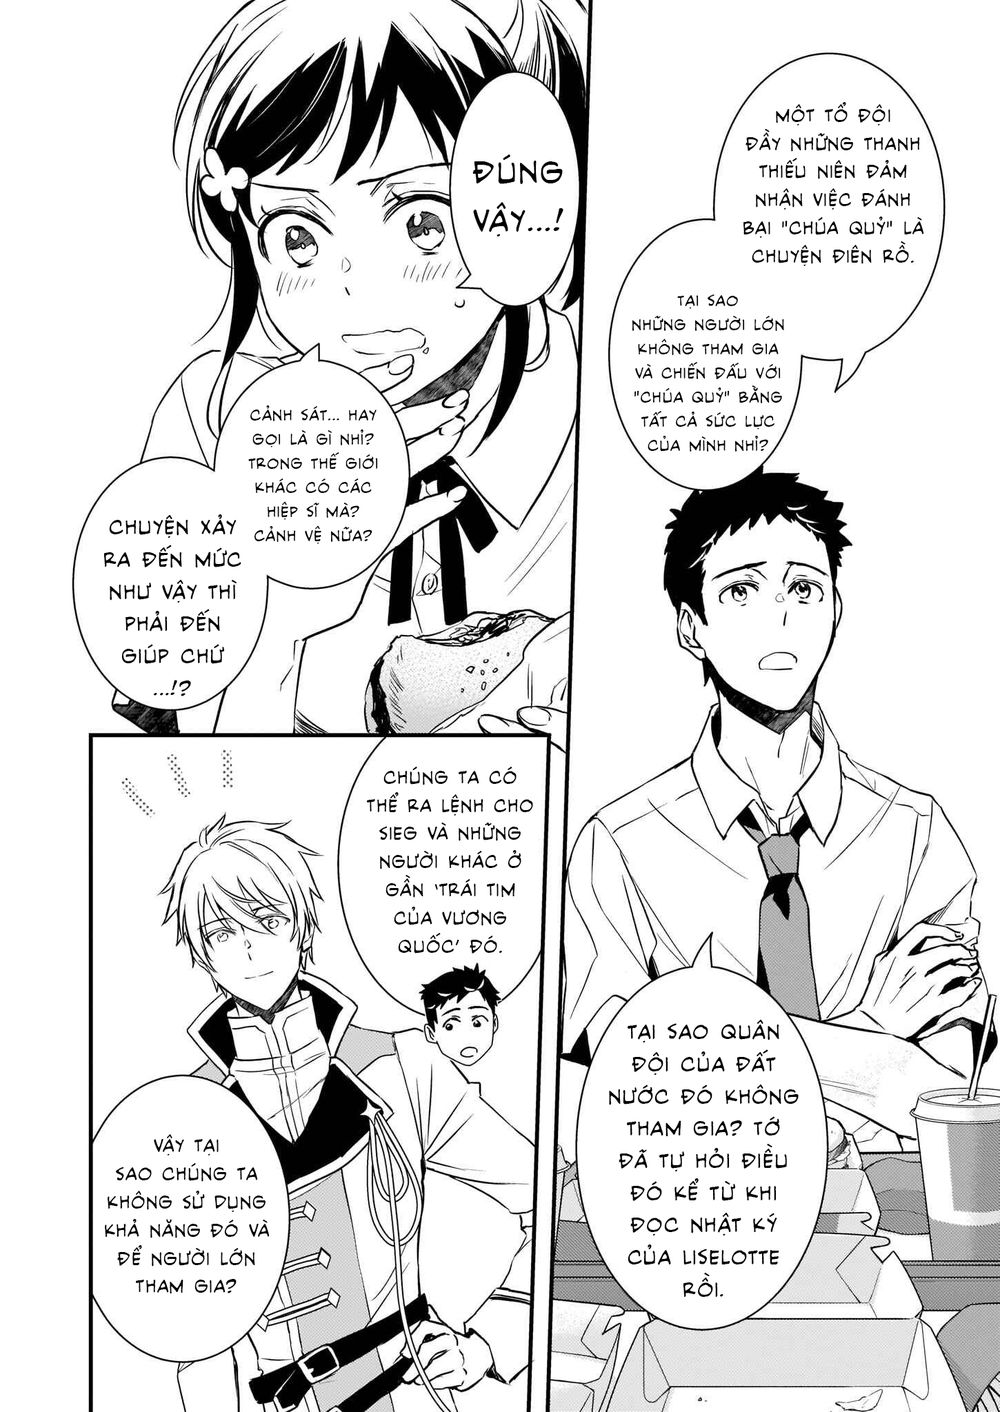 MỘT TỔ ĐỘI
ĐẦY NHỮNG THANH
THIẾU NIÊN ĐẢM
NHẬN VIỆC ĐÁNH
BẠI "CHÚA QUỶ" LÀ
CHUYỆN ĐIÊN RỒ.
TẠI SAO
NHỮNG NGƯỜI LỚN
KHÔNG THAM GIA
VÀ CHIẾN ĐẤU VỚI
"CHÚA QUỶ" BẰNG
TẤT CẢ SỨC LỰC
CỦA MÌNH NHỈ?
ĐÚNG
VẬY...!
CẢNH SÁT... HAY
GỌI LÀ GÌ NHỈ?
TRONG THẾ GIỚI
KHÁC CÓ CÁC
HIỆP SĨ MÀ?
CẢNH VỆ NỮA?
CHUYỆN XẢY
RA ĐẾN MỨC
NHƯ VẬY THÌ
PHẢI ĐẾN
GIÚP CHỨ
...!?
TẠI SAO QUÂN
ĐỘI CỦA ĐẤT
NƯỚC ĐÓ KHÔNG
THAM GIA? TỚ
ĐÃ TỰ HỎI ĐIỀU
ĐÓ KỂ TỪ KHI
ĐỌC NHẬT KÝ
CỦA LISELOTTE
RỒI.
CHÚNG TA CÓ
THỂ RA LỆNH CHO
SIEG VÀ NHỮNG
NGƯỜI KHÁC Ở
GẦN 'TRÁI TIM
CỦA VƯƠNG
QUỐC' ĐÓ.
VẬY TẠI
SAO CHÚNG TA
KHÔNG SỬ DỤNG
KHẢ NĂNG ĐÓ VÀ
ĐỂ NGƯỜI LỚN
THAM GIA?